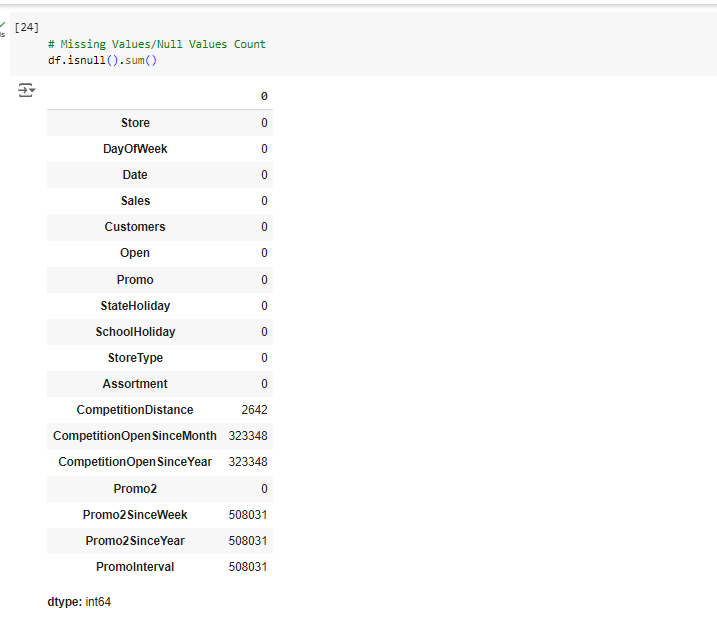 [24]
# Missing Values/Null Values Count
df.isnull().sum()
0
Store 0
DayOfWeek 0
Date 0
Sales 0
Customers 0
Open 0
Promo 0
StateHoliday 0
SchoolHoliday 0
StoreType 0
Assortment 0
CompetitionDistance 2642
CompetitionOpenSinceMonth 323348
CompetitionOpenSinceYear 323348
Promo2 0
Promo2SinceWeek 508031
Promo2SinceYear 508031
PromoInterval 508031
dtype: int64